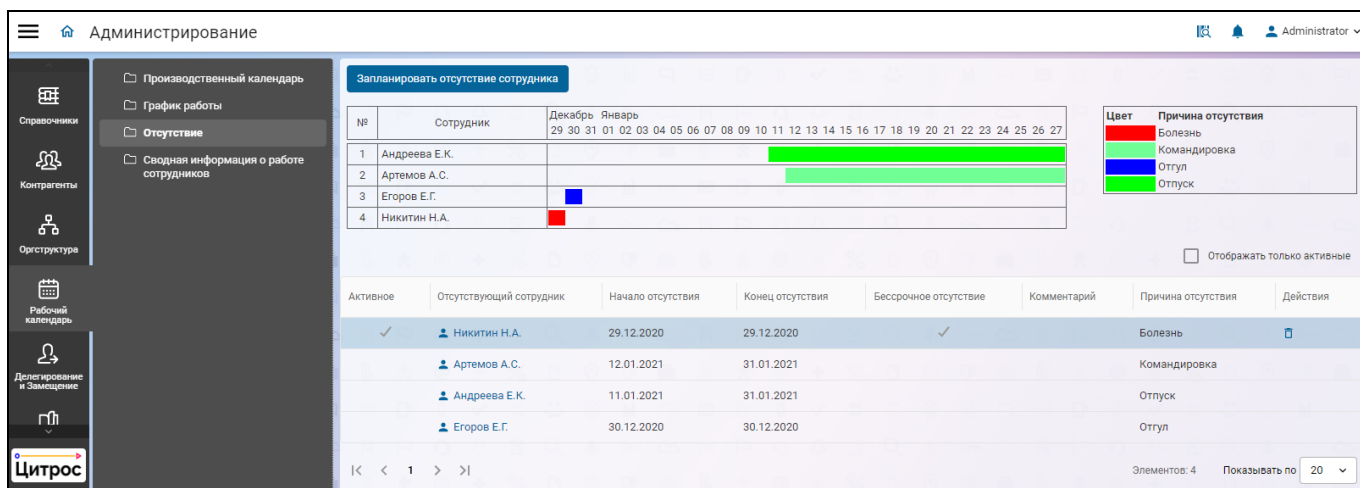 Администрирование
Administrator
Справочники
Контрагенты
Оргструктура
Рабочий
календарь
Делегирование
и Замещение
Цитрос
Производственный календарь
График работы
Отсутствие
Сводная информация о работе
сотрудников
Запланировать отсутствие сотрудника
№ Сотрудник Декабрь Январь
29 30 31 01 02 03 04 05 06 07 08 09 10 11 12 13 14 15 16 17 18 19 20 21 22 23 24 25 26 27
1 Андреева Е.К.
2 Артемов А.С.
3 Егоров Е.Г.
4 Никитин Н.А.
Цвет Причина отсутствия
Болезнь
Командировка
Отгул
Отпуск
Отображать только активные
Активное Отсутствующий сотрудник Начало отсутствия Конец отсутствия Бессрочное отсутствие Комментарий Причина отсутствия Действия
Никитин Н.А. 29.12.2020 29.12.2020 Болезнь
Артемов А.С. 12.01.2021 31.01.2021 Командировка
Андреева Е.К. 11.01.2021 31.01.2021 Отпуск
Егоров Е.Г. 30.12.2020 30.12.2020 Отгул
1
Элементов: 4 Показывать по 20